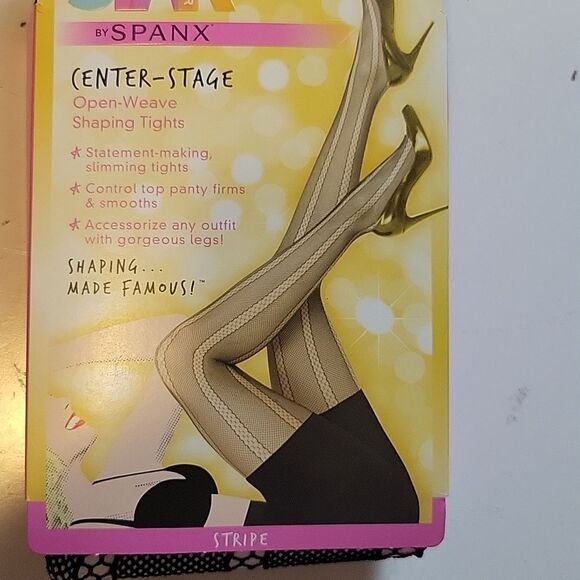 BY SPANX
CENTER-STAGE
Open-Weave
Shaping Tights
Statement-making,
slimming tights
Control top panty firms
& smooths
Accessorize any outfit
with gorgeous legs!
SHAPING...
MADE FAMOUS!™
STRIPE